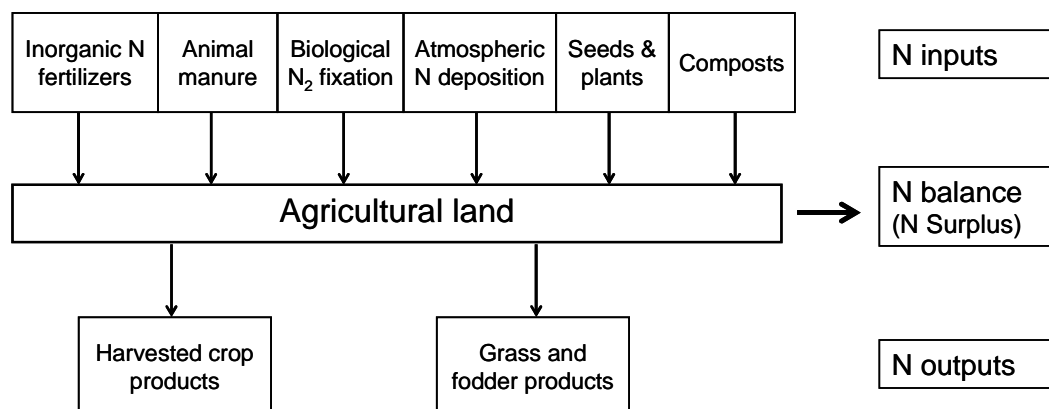 Inorganic N
fertilizers
Animal
manure
Biological
N₂ fixation
Atmospheric
N deposition
Seeds &
plants
Composts
N inputs
Agricultural land
N balance
(N Surplus)
Harvested crop
products
Grass and
fodder products
N outputs